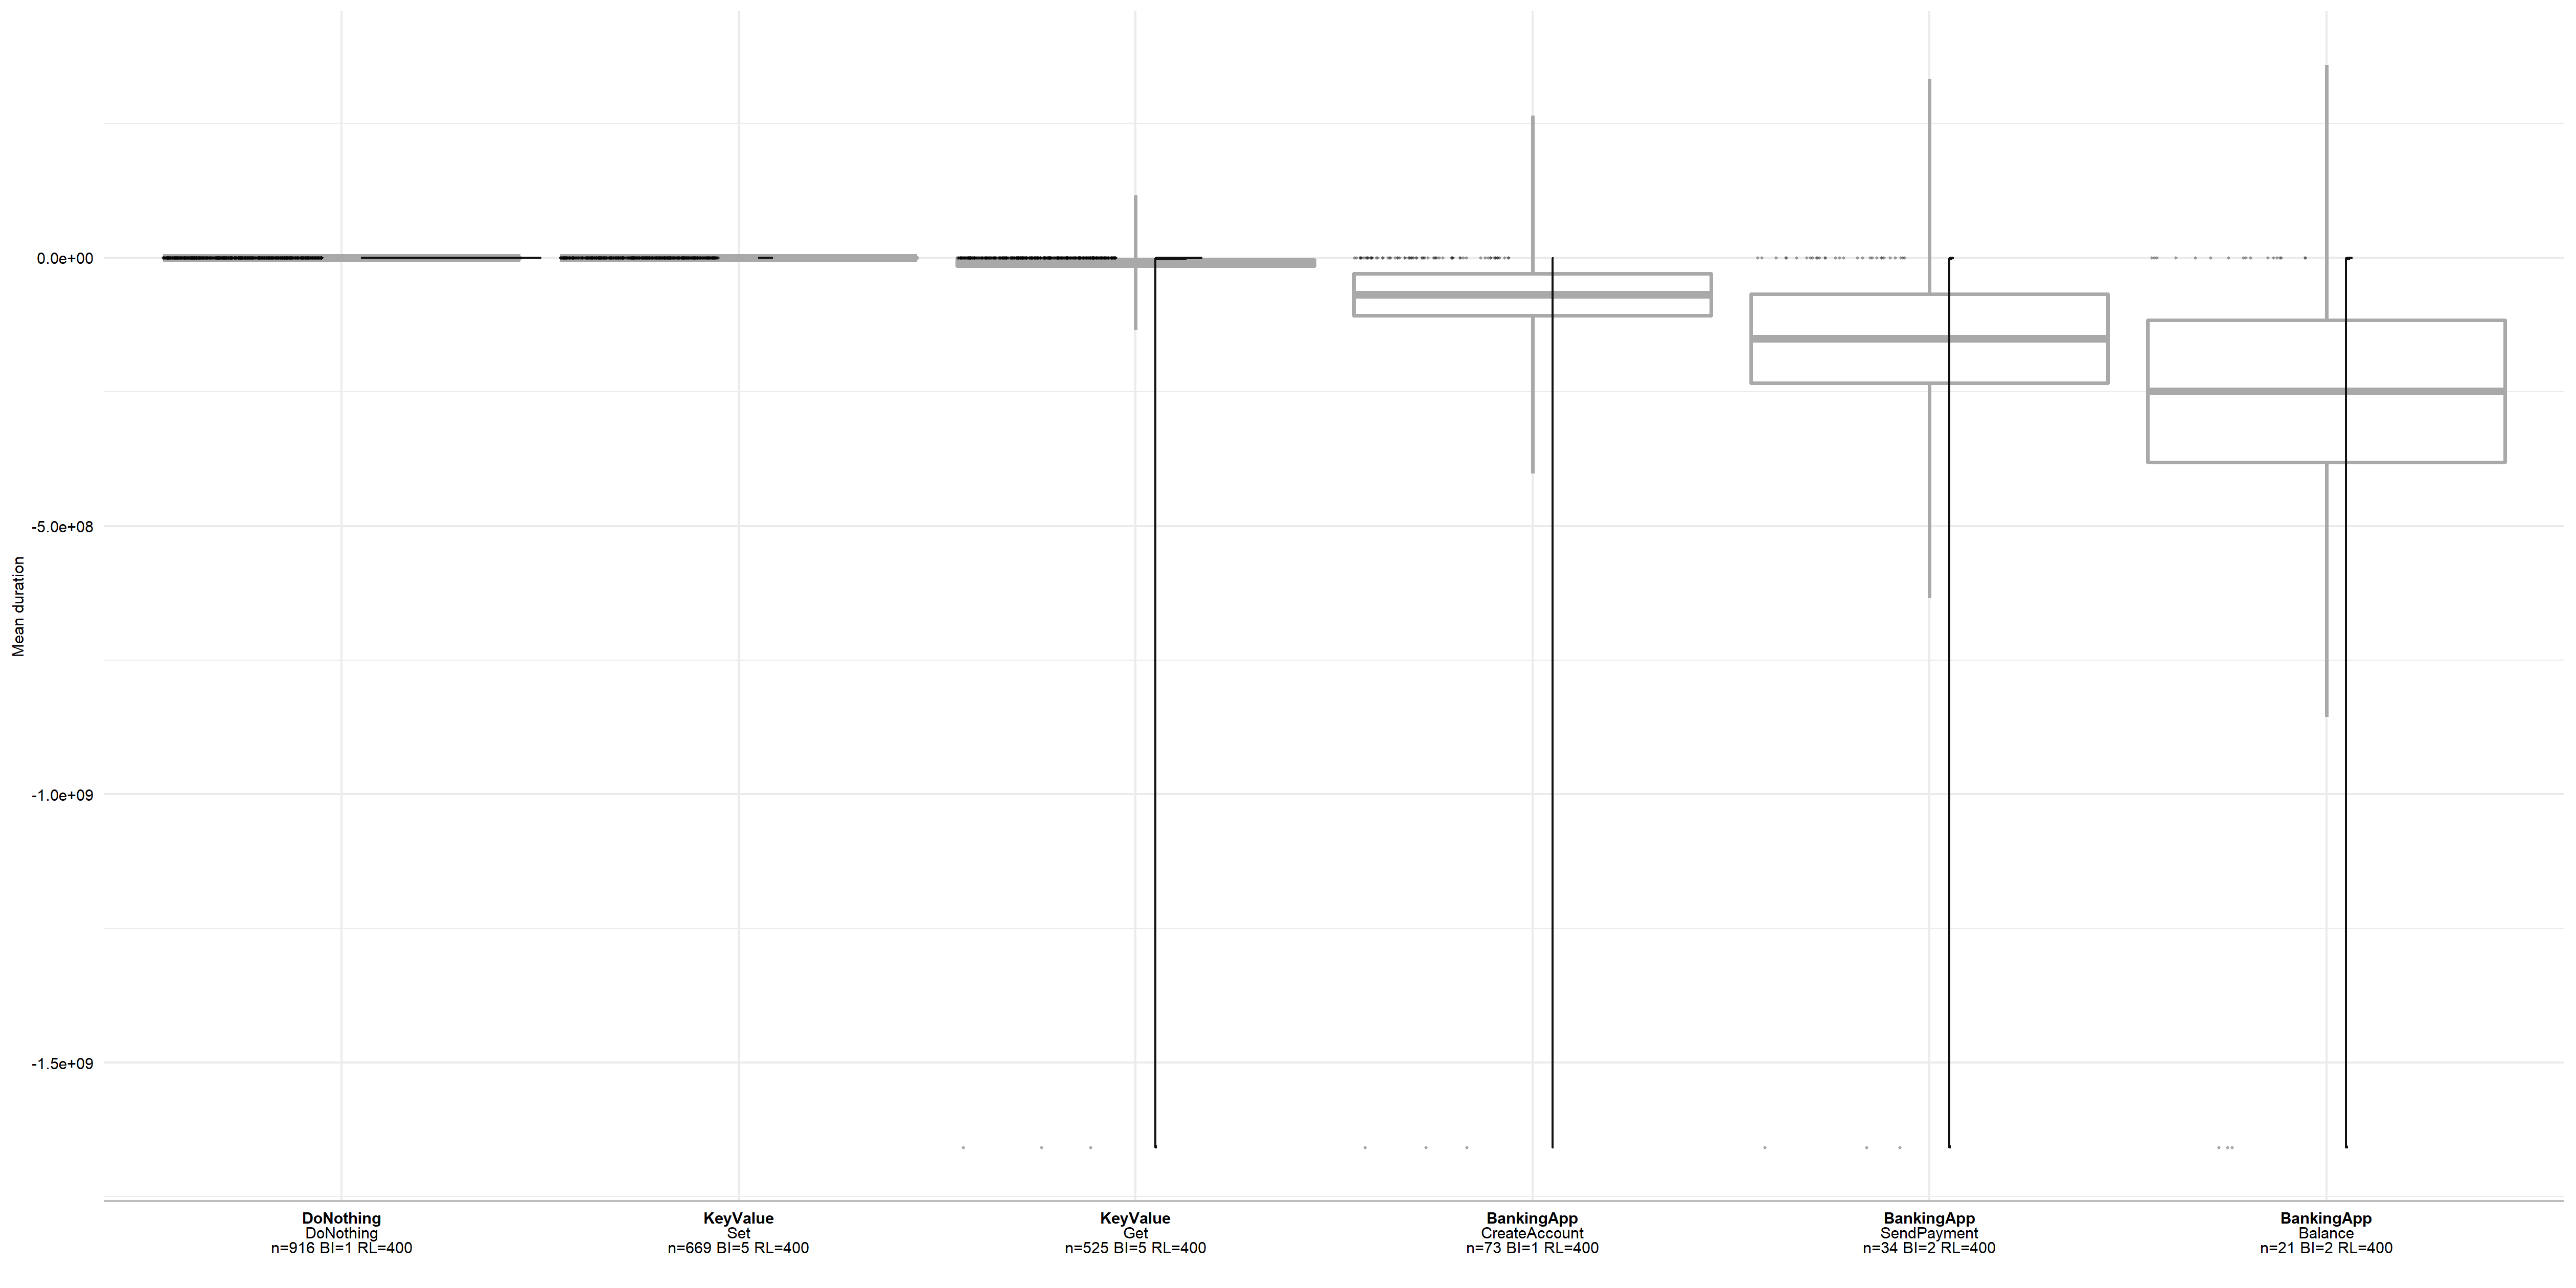 Mean duration
0.0e+00
-5.0e+08
-1.0e+09
-1.5e+09
DoNothing
DoNothing
n=916 BI=1 RL=400
KeyValue
Set
n=669 BI=5 RL=400
KeyValue
Get
n=525 BI=5 RL=400
BankingApp
CreateAccount
n=73 BI=1 RL=400
BankingApp
SendPayment
n=34 BI=2 RL=400
BankingApp
Balance
n=21 BI=2 RL=400